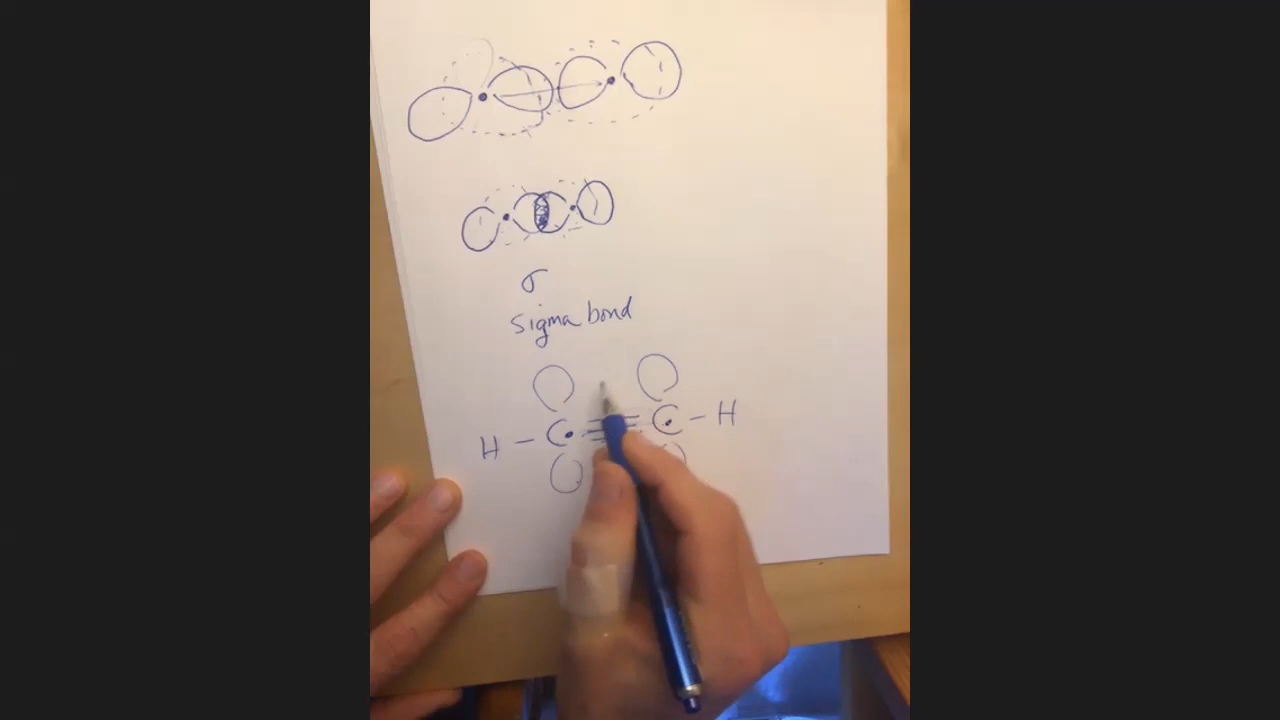 σ
sigma bond
H - C ≡ C - H